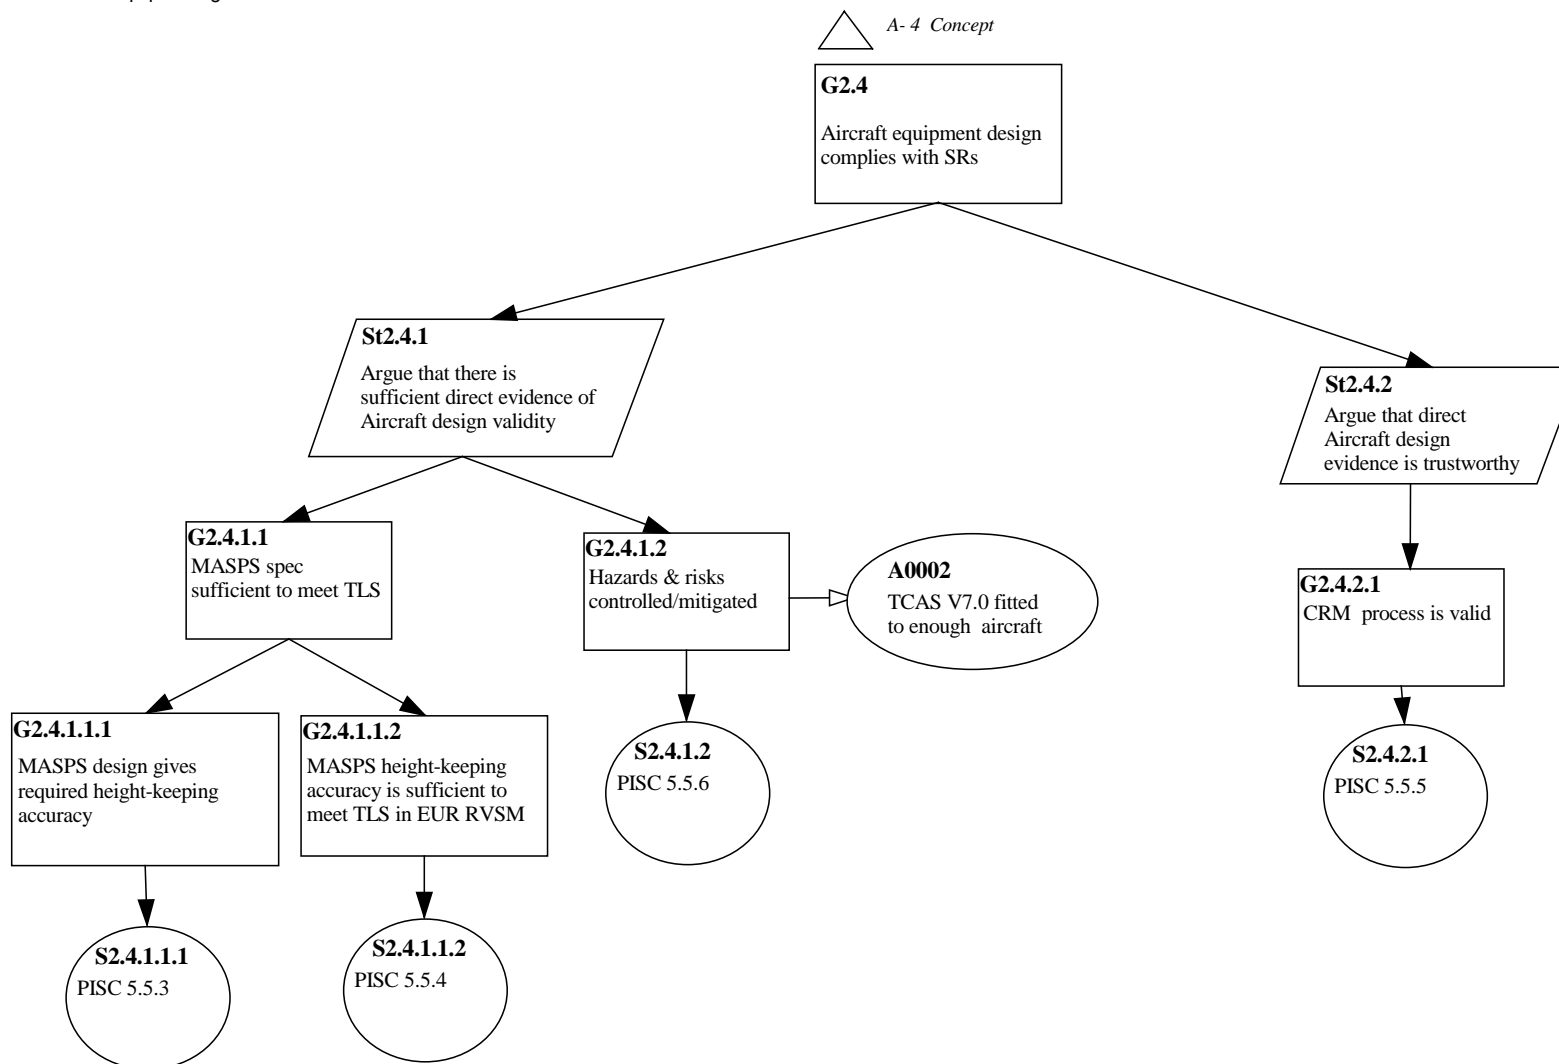 A- 4 Concept
G2.4
Aircraft equipment design
complies with SRs
St2.4.1
Argue that there is
sufficient direct evidence of
Aircraft design validity
St2.4.2
Argue that direct
Aircraft design
evidence is trustworthy
G2.4.1.1
MASPS spec
sufficient to meet TLS
G2.4.1.2
Hazards & risks
controlled/mitigated
A0002
TCAS V7.0 fitted
to enough aircraft
G2.4.2.1
CRM process is valid
G2.4.1.1.1
MASPS design gives
required height-keeping
accuracy
G2.4.1.1.2
MASPS height-keeping
accuracy is sufficient to
meet TLS in EUR RVSM
S2.4.1.2
PISC 5.5.6
S2.4.2.1
PISC 5.5.5
S2.4.1.1.1
PISC 5.5.3
S2.4.1.1.2
PISC 5.5.4